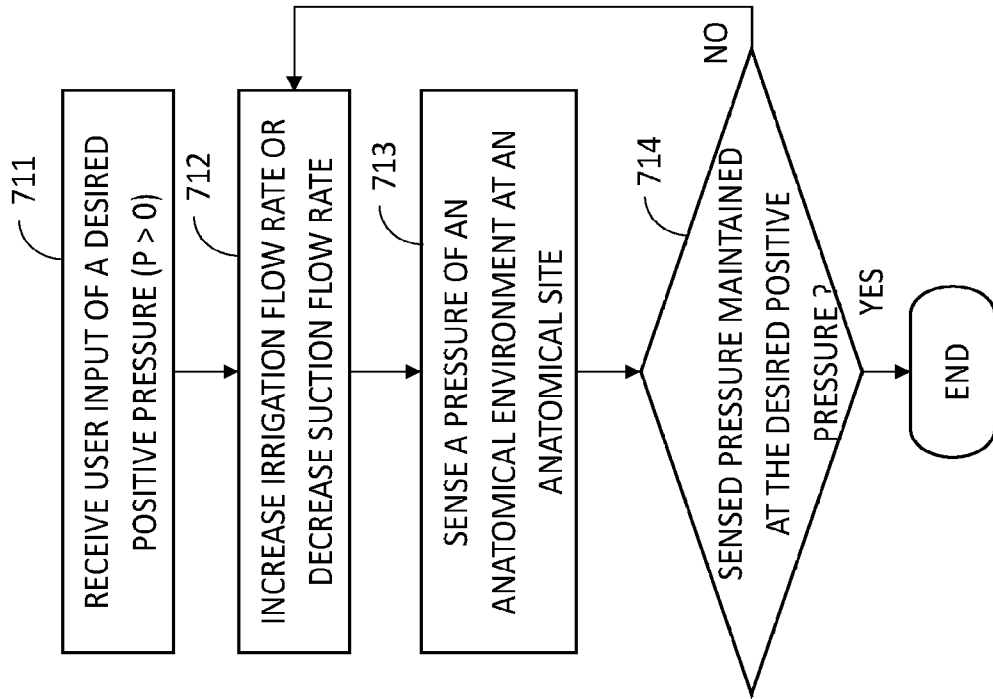 711
RECEIVE USER INPUT OF A DESIRED
POSITIVE PRESSURE (P > 0)
712
INCREASE IRRIGATION FLOW RATE OR
DECREASE SUCTION FLOW RATE
713
SENSE A PRESSURE OF AN
ANATOMICAL ENVIRONMENT AT AN
ANATOMICAL SITE
714
NO
SENSED PRESSURE MAINTAINED
AT THE DESIRED POSITIVE
PRESSURE ?
YES
END